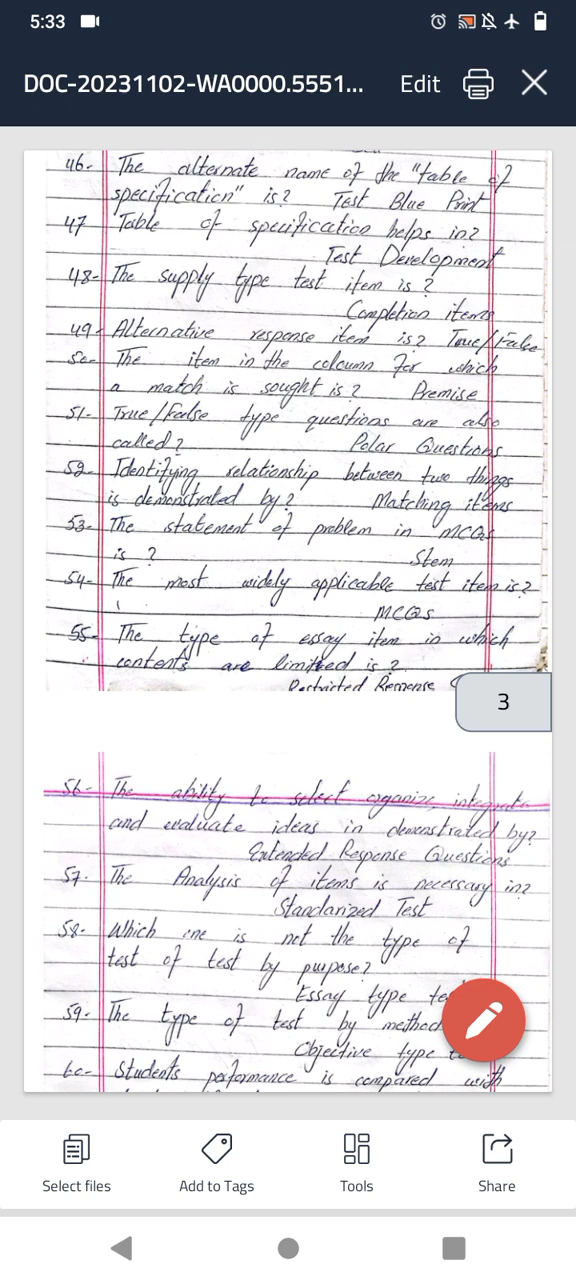 5:33
DOC-20231102-WA0000.5551... Edit
46- The alternate name of the "table of
specification" is? Test Blue Print
47 Table of specification helps in?
Test Development
48- The supply type test item is?
Completion items
49- Alternative response item is? True/False
50- The item in the coloumn for which
a match is sought is? Premise
51- True/False type questions are also
called? Polar Questions
52- Identifying relationship between two things
is demonstrated by? Matching items
53- The statement of problem in MCQs
is ? Stem
54- The most widely applicable test item is?
MCQs
55- The type of essay item in which
contents are limitted is ?
Restricted Response
3
56- The ability to select organize, integrate
and evaluate ideas in demonstrated by?
Extended Response Questions
57. The Analysis of items is necessary in?
Standarized Test
58- Which one is not the type of
test of test by purpose?
Essay type
59- The type of test by method
Objective type
60- Students performance is compared with
Select files Add to Tags Tools Share